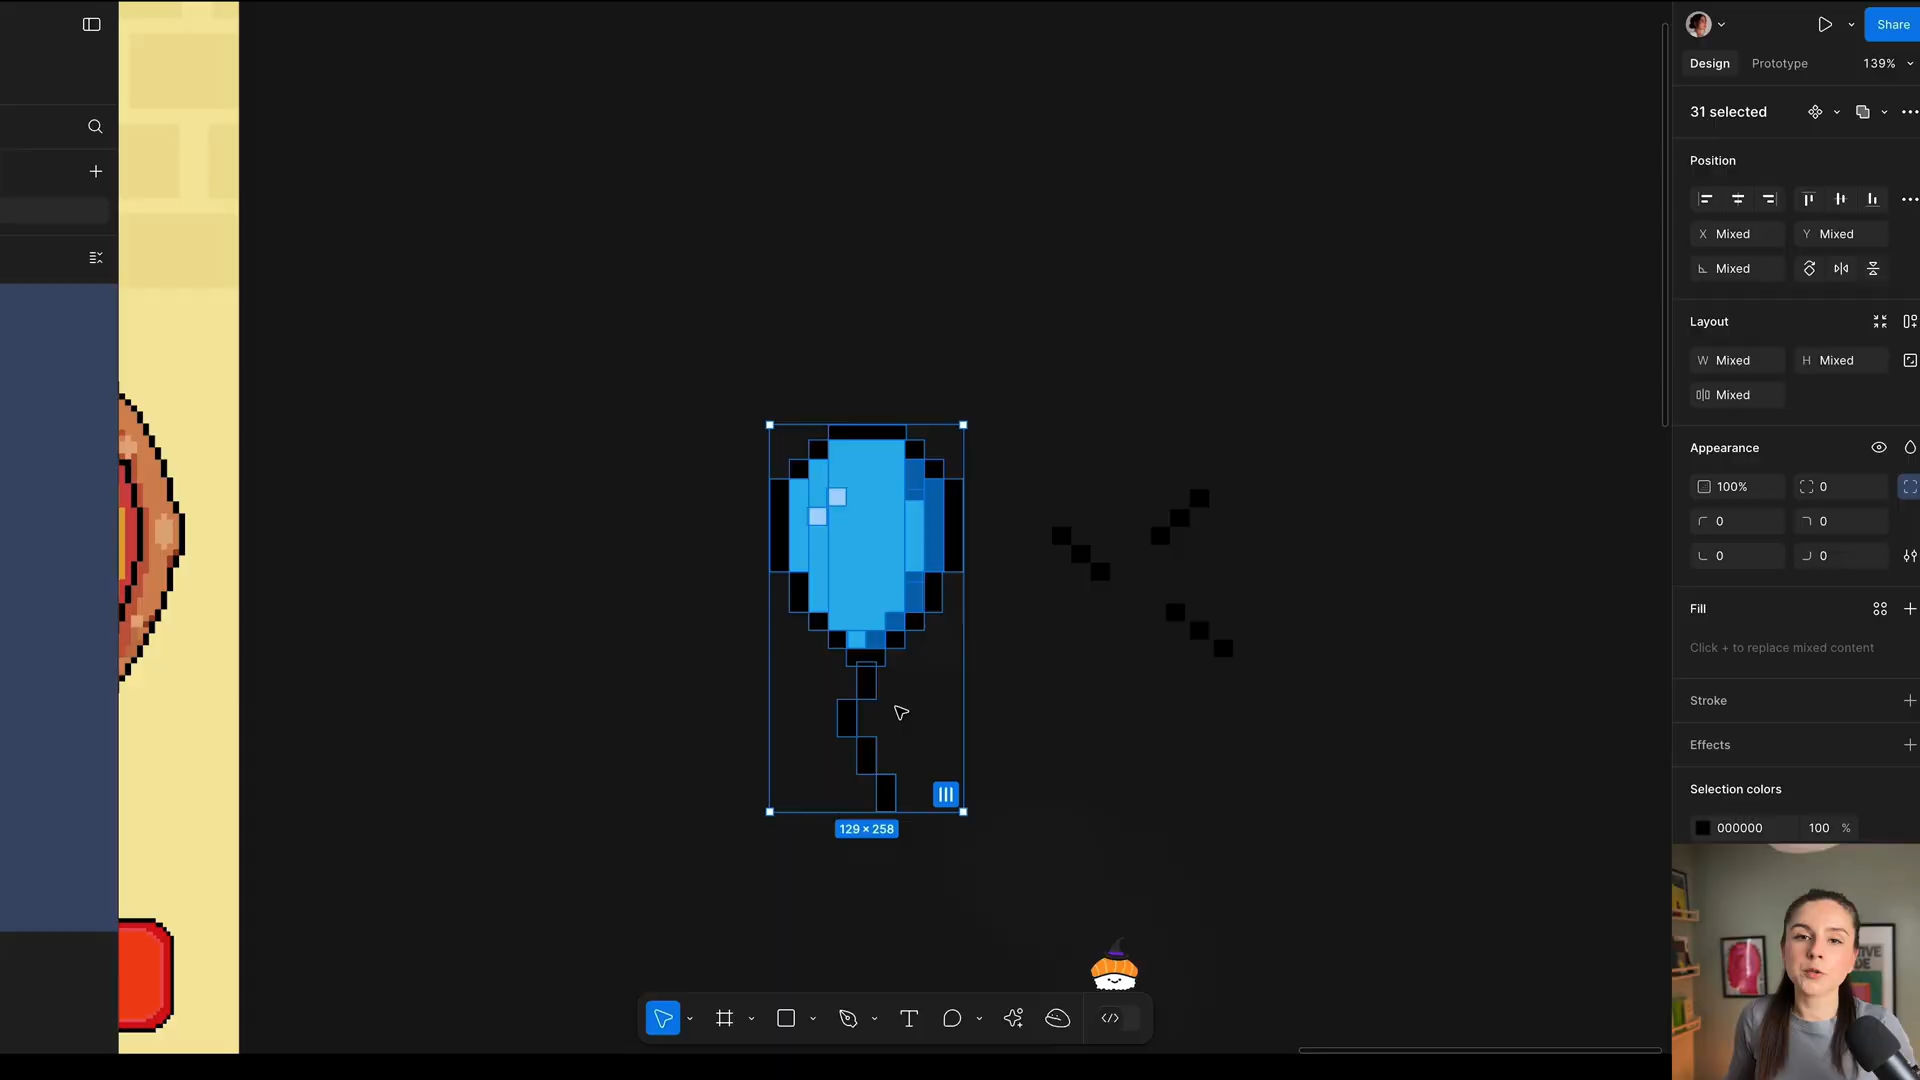 Share
Design Prototype 139%
31 selected
Position
X Mixed Y Mixed
Mixed
Layout
W Mixed H Mixed
Mixed
Appearance
100% 0
0 0
0 0
Fill
Click + to replace mixed content
Stroke
Effects
Selection colors
000000 100 %
129 × 258